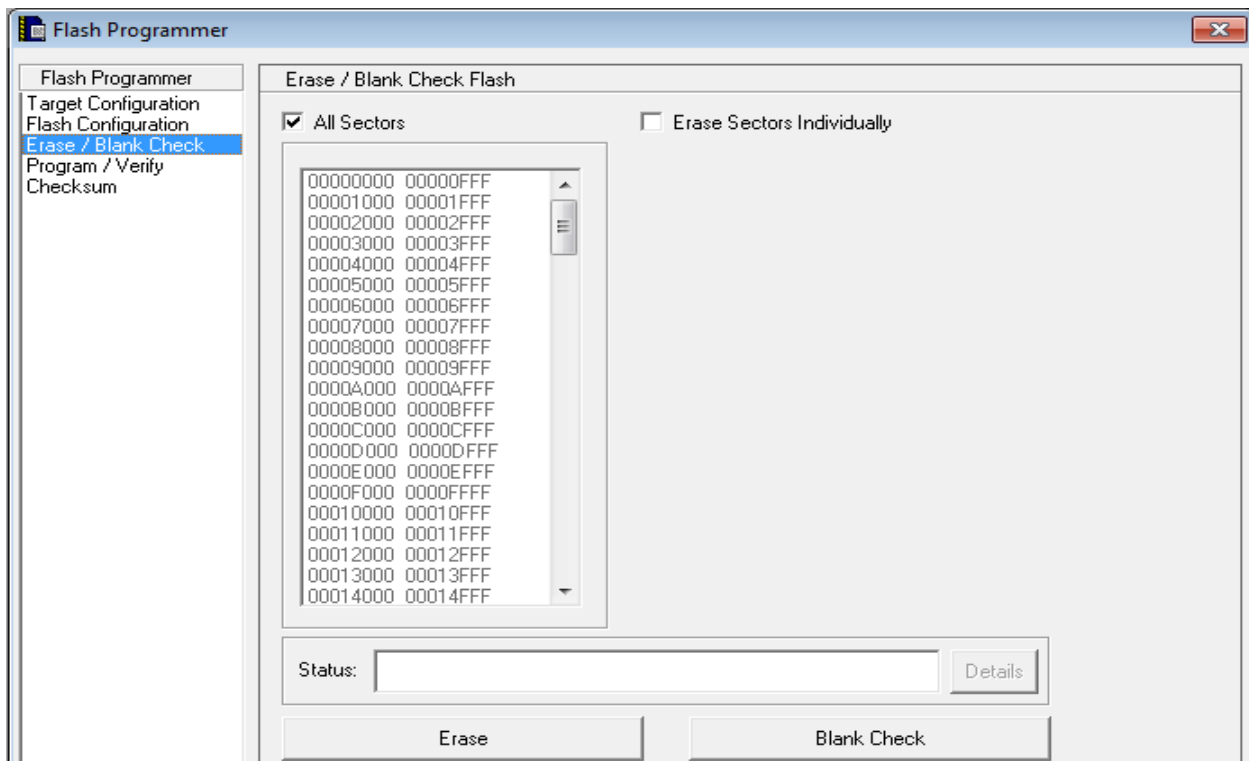 Flash Programmer
Flash Programmer
Target Configuration
Flash Configuration
Erase / Blank Check
Program / Verify
Checksum
Erase / Blank Check Flash
All Sectors
Erase Sectors Individually
00000000 00000FFF
00001000 00001FFF
00002000 00002FFF
00003000 00003FFF
00004000 00004FFF
00005000 00005FFF
00006000 00006FFF
00007000 00007FFF
00008000 00008FFF
00009000 00009FFF
0000A000 0000AFFF
0000B000 0000BFFF
0000C000 0000CFFF
0000D000 0000DFFF
0000E000 0000EFFF
0000F000 0000FFFF
00010000 00010FFF
00011000 00011FFF
00012000 00012FFF
00013000 00013FFF
00014000 00014FFF
Status:
Details
Erase
Blank Check